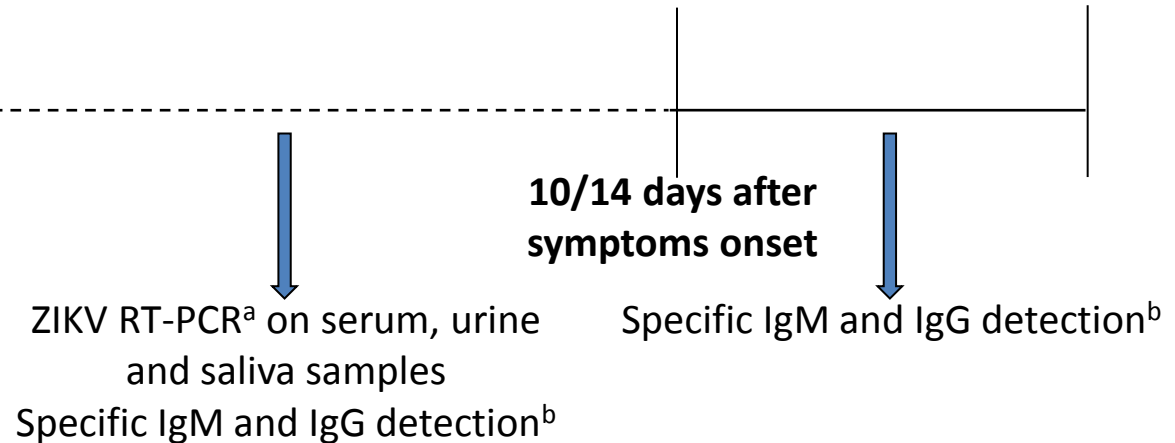 10/14 days after
symptoms onset
ZIKV RT-PCRᵃ on serum, urine
and saliva samples
Specific IgM and IgG detectionᵇ
Specific IgM and IgG detectionᵇ